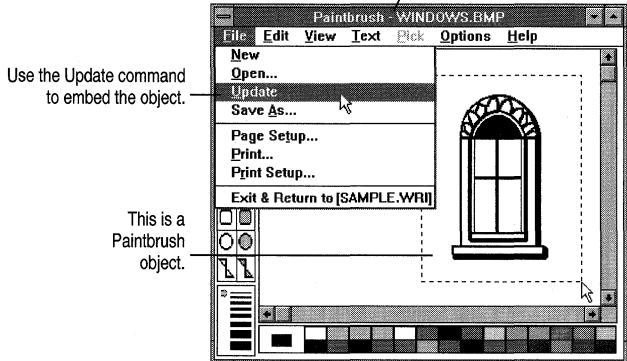 Paintbrush - WINDOWS.BMP
File Edit View Text Pick Options Help
New
Open...
Update
Save As...
Page Setup...
Print...
Print Setup...
Exit & Return to [SAMPLE.WRI]
Use the Update command
to embed the object.
This is a
Paintbrush
object.